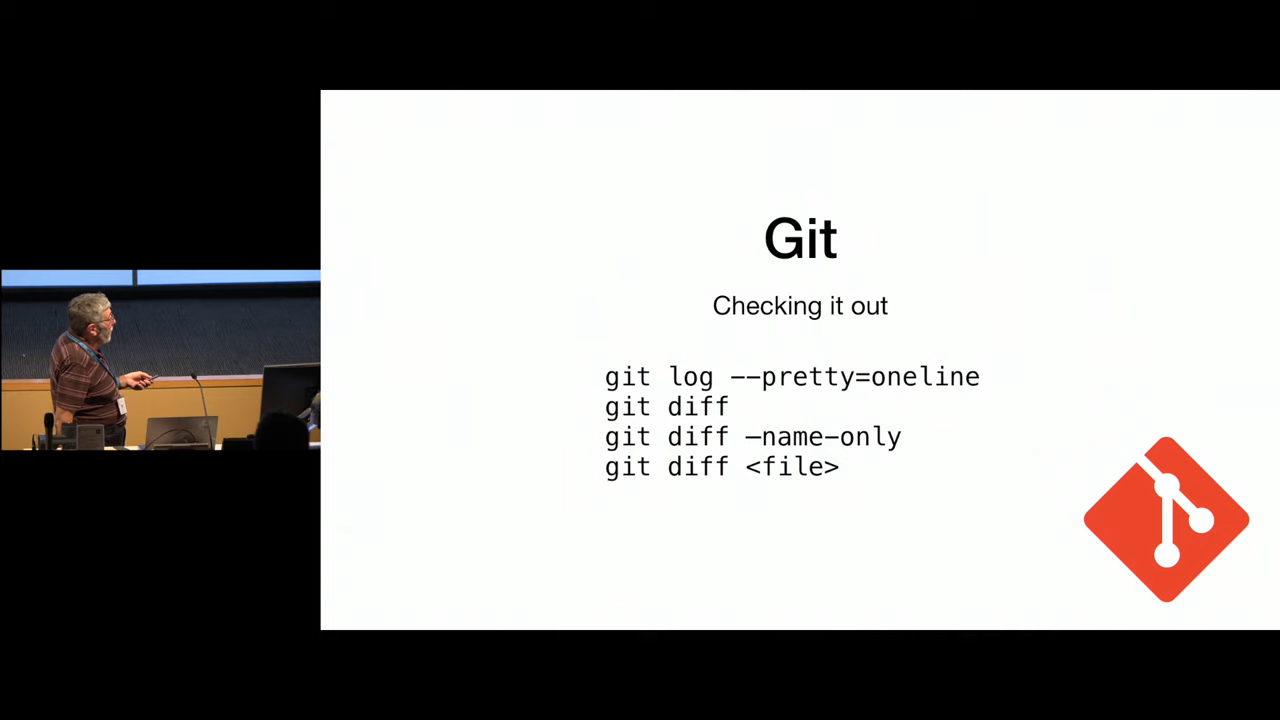 Git
Checking it out
git log --pretty=oneline
git diff
git diff —name-only
git diff <file>